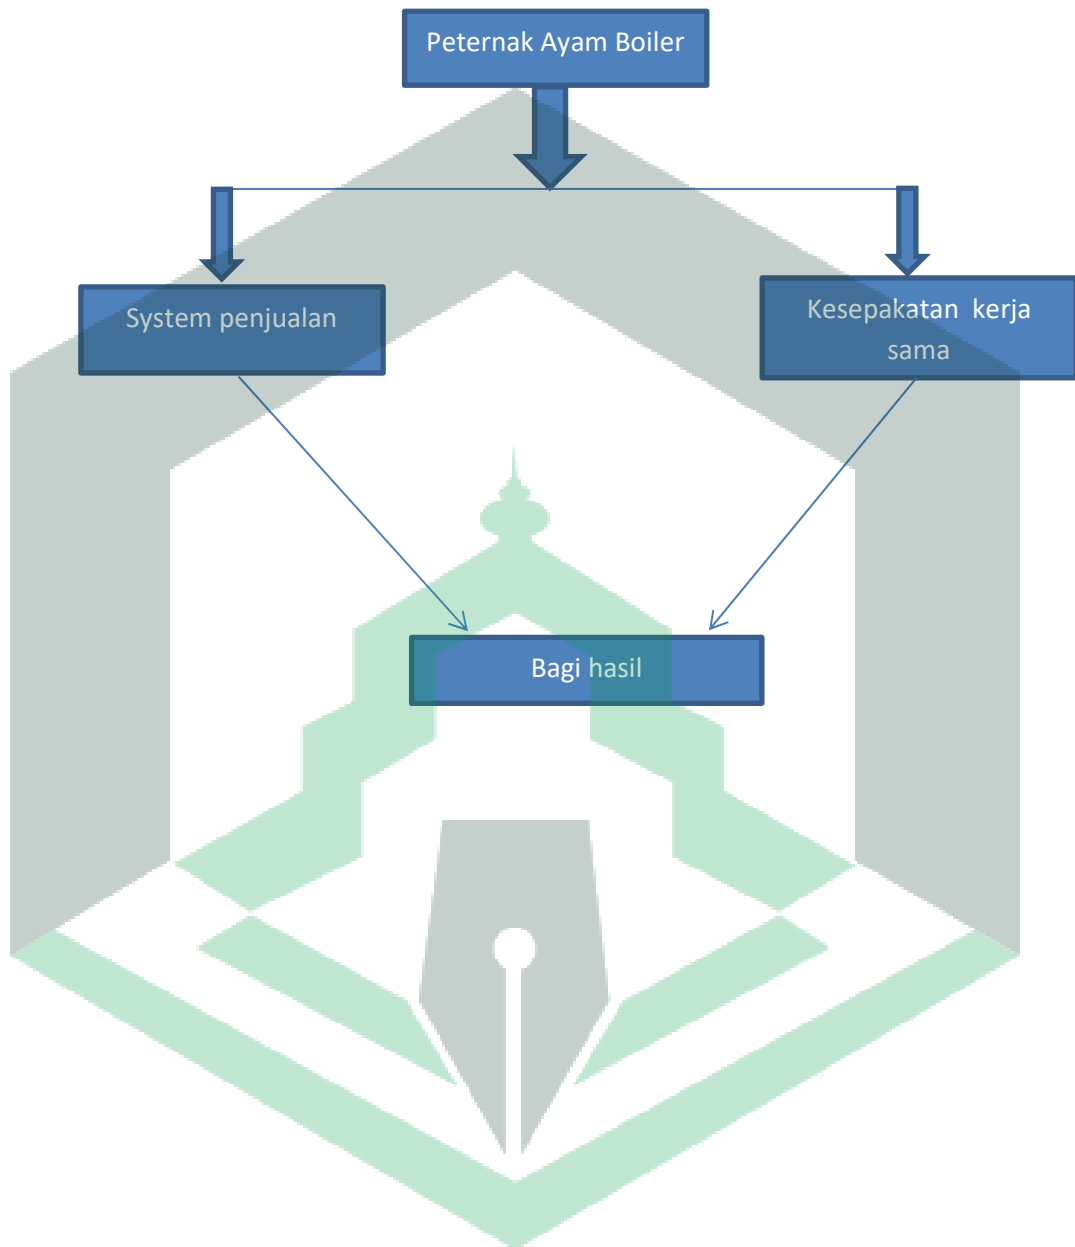 Peternak Ayam Boiler
System penjualan
Kesepakatan  kerja
sama
Bagi hasil